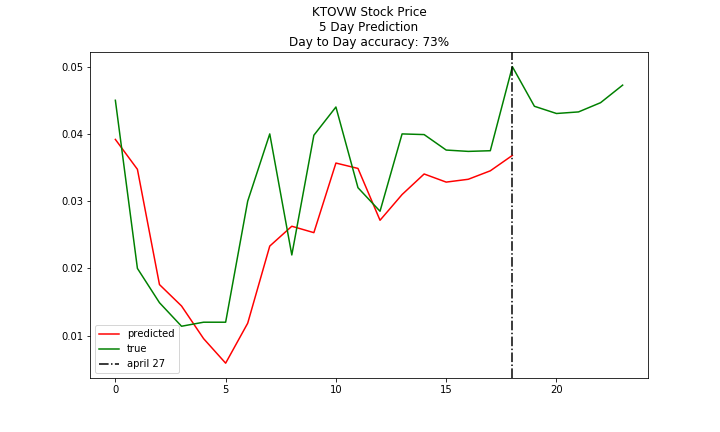 KTOVW Stock Price
5 Day Prediction
Day to Day accuracy: 73%
0.05
0.04
0.03
0.02
0.01
predicted
true
april 27
0 5 10 15 20